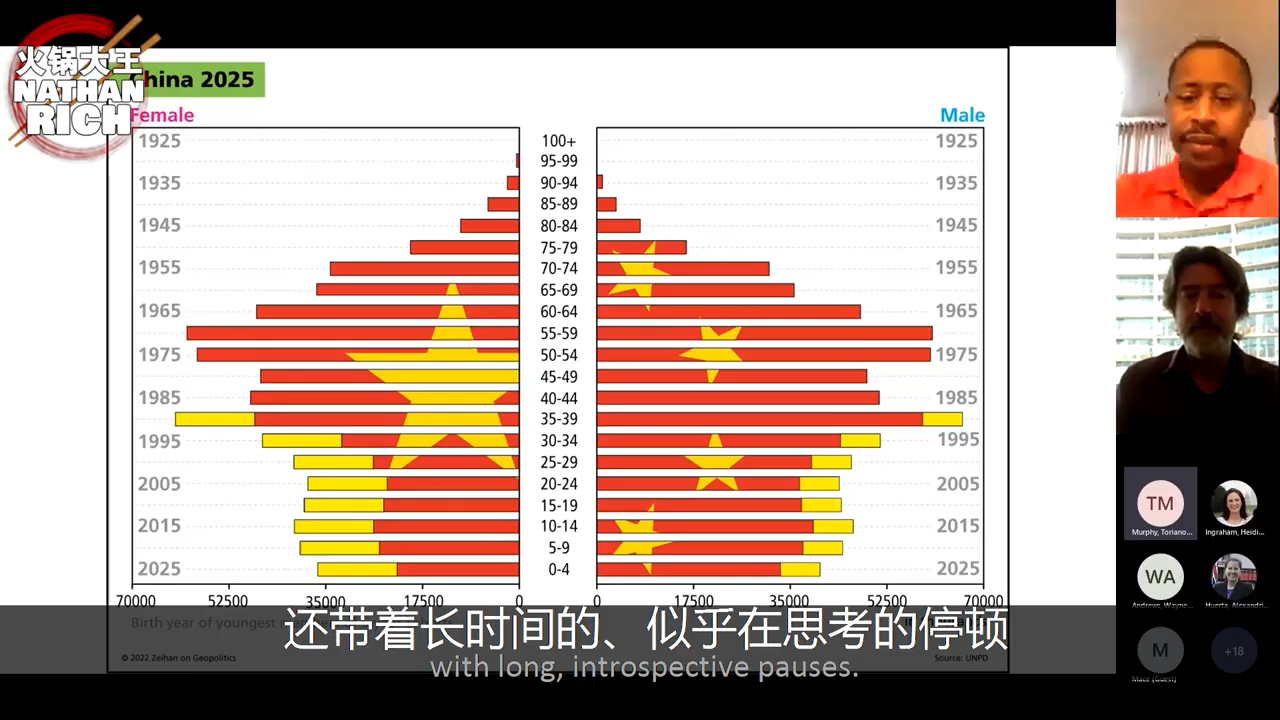 火锅大王
NATHAN
RICH
China 2025
Female
Male
1925 100+ 1925
95-99
1935 90-94 1935
85-89
1945 80-84 1945
75-79
1955 70-74 1955
65-69
1965 60-64 1965
55-59
1975 50-54 1975
45-49
1985 40-44 1985
35-39
1995 30-34 1995
25-29
2005 20-24 2005
15-19
2015 10-14 2015
5-9
2025 0-4 2025
70000 52500 35000 17500 0 0 17500 35000 52500 70000
Birth year of youngest
还带着长时间的、似乎在思考的停顿
with long, introspective pauses.
© 2022 Zeihan on Geopolitics
Source: UNPD
TM
Murphy, Toriano...
Ingraham, Heidi...
WA
Andrews, Wayne...
Huerta, Alexandri...
M
Mace (Guest)
+18